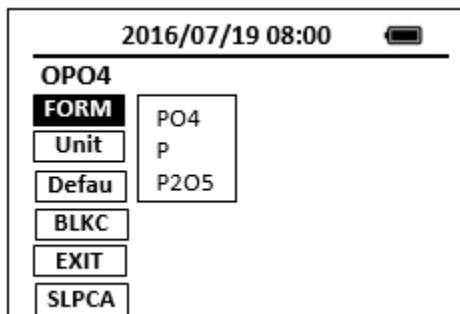 2016/07/19 08:00
OPO4
FORM
PO4
Unit
P
Defau
P2O5
BLKC
EXIT
SLPCA